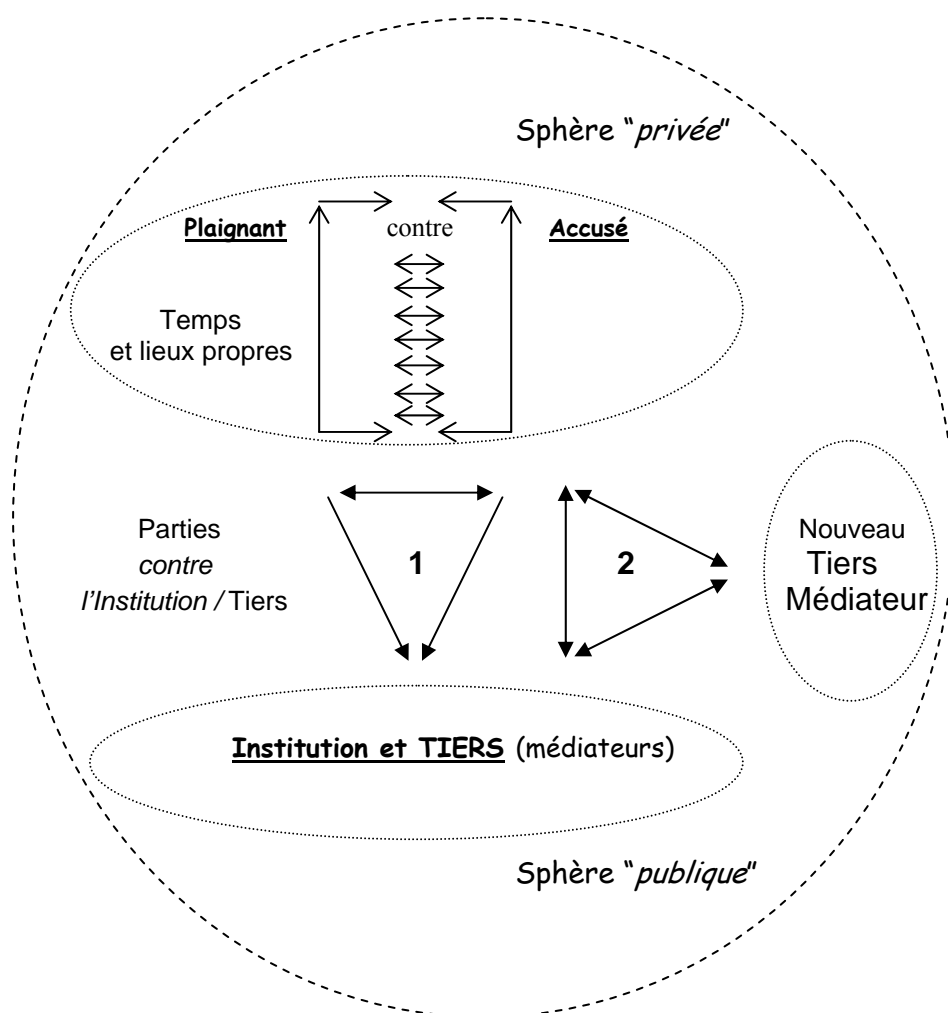 Sphère “privée”
Plaignant contre Accusé
Temps
et lieux propres
Parties
contre
l'Institution / Tiers
1
2
Nouveau
Tiers
Médiateur
Institution et TIERS (médiateurs)
Sphère “publique”